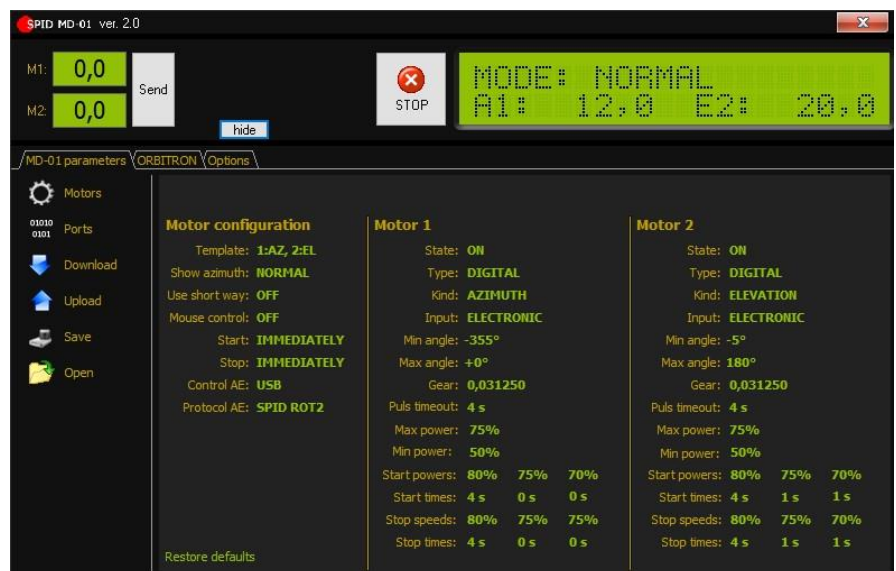 SPID MD-01 ver. 2.0
M1: 0,0
M2: 0,0
Send
hide
STOP
MODE: NORMAL
A1: 12,0 E2: 20,0
MD-01 parameters ORBITRON Options
Motors
01010
0101
Ports
Download
Upload
Save
Open
Motor configuration
Template: 1:AZ, 2:EL
Show azimuth: NORMAL
Use short way: OFF
Mouse control: OFF
Start: IMMEDIATELY
Stop: IMMEDIATELY
Control AE: USB
Protocol AE: SPID ROT2
Restore defaults
Motor 1
State: ON
Type: DIGITAL
Kind: AZIMUTH
Input: ELECTRONIC
Min angle: -355°
Max angle: +0°
Gear: 0,031250
Puls timeout: 4 s
Max power: 75%
Min power: 50%
Start powers: 80% 75% 70%
Start times: 4 s 0 s 0 s
Stop speeds: 80% 75% 75%
Stop times: 4 s 0 s 0 s
Motor 2
State: ON
Type: DIGITAL
Kind: ELEVATION
Input: ELECTRONIC
Min angle: -5°
Max angle: 180°
Gear: 0,031250
Puls timeout: 4 s
Max power: 75%
Min power: 50%
Start powers: 80% 75% 70%
Start times: 4 s 1 s 1 s
Stop speeds: 80% 75% 70%
Stop times: 4 s 1 s 1 s